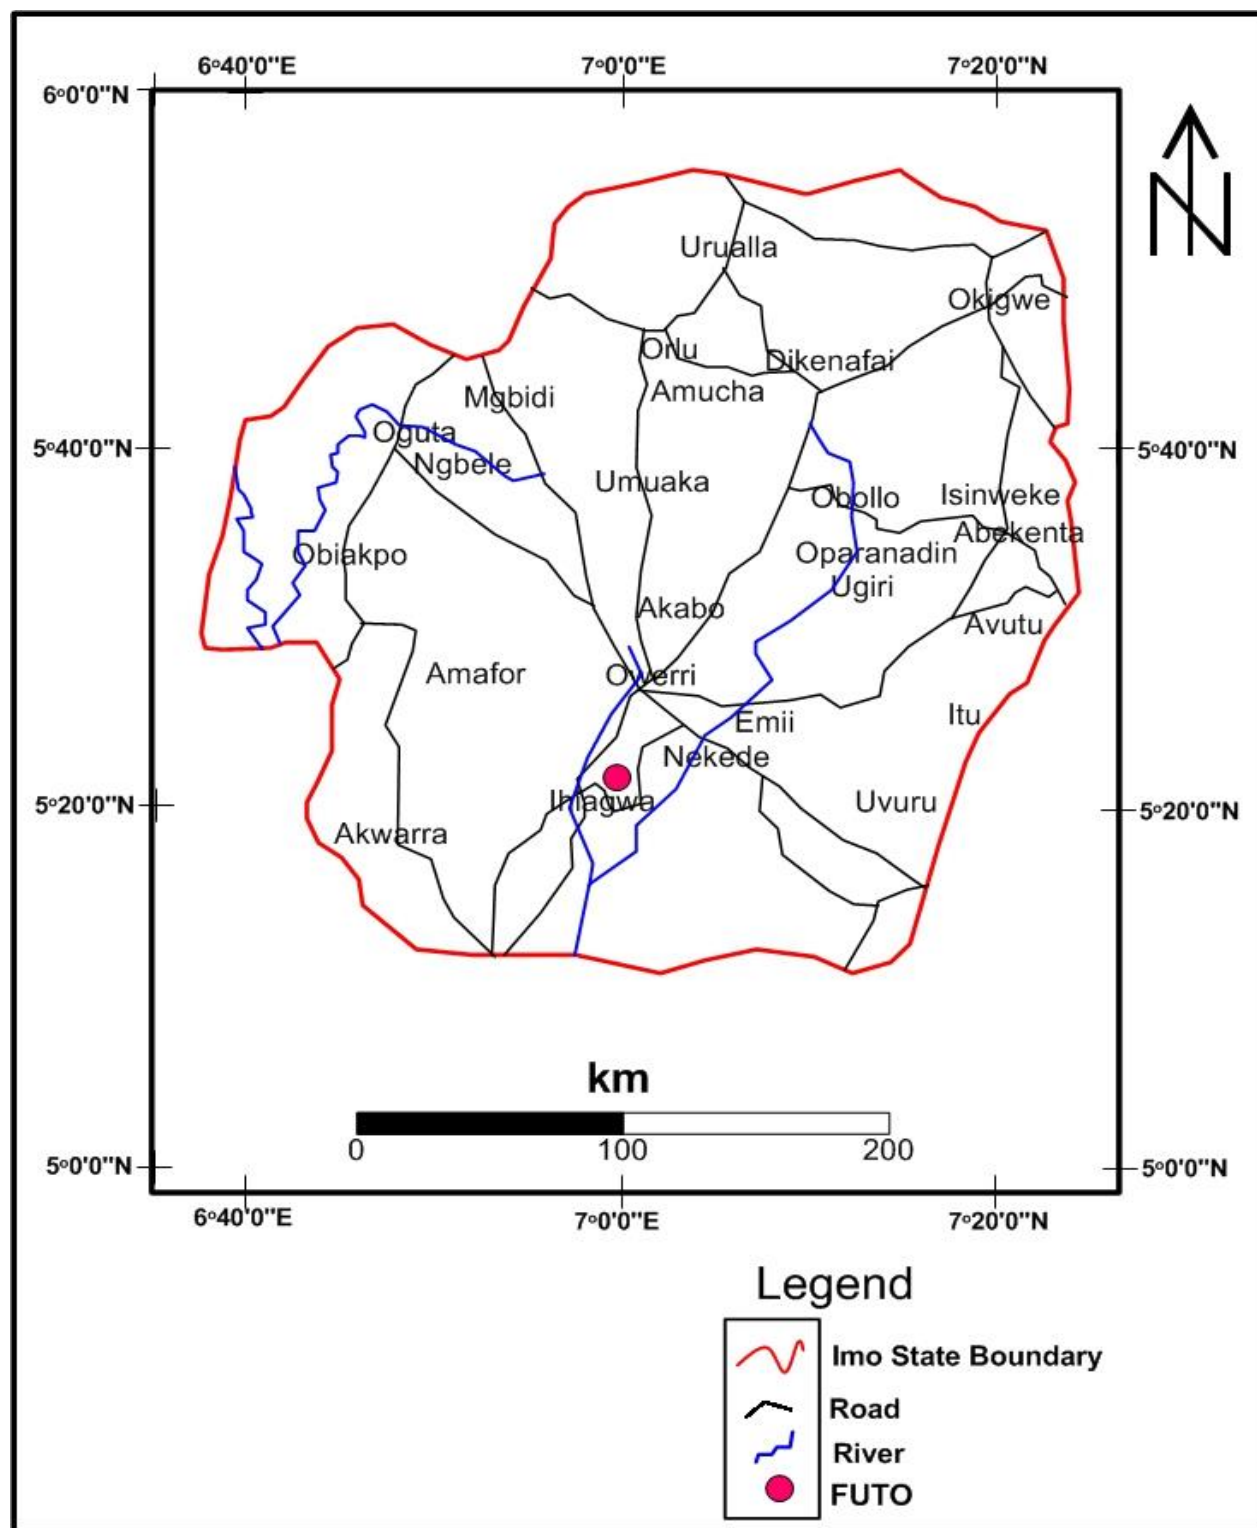 6°40'0"E 7°0'0"E 7°20'0"N
6°0'0"N
N
Urualla
Okigwe
Orlu
Dikenafai
Mgbidi
Amucha
Oguta
5°40'0"N 5°40'0"N
Ngbele
Umuaka
Obollo
Isinweke
Abekenta
Obiakpo
Oparanadin
Ugiri
Akabo
Avutu
Amafor
Owerri
Itu
Emii
Nekede
Ihiagwa
Uvuru
5°20'0"N 5°20'0"N
Akwarra
km
0 100 200
5°0'0"N 5°0'0"N
6°40'0"E 7°0'0"E 7°20'0"N
Legend
Imo State Boundary
Road
River
FUTO